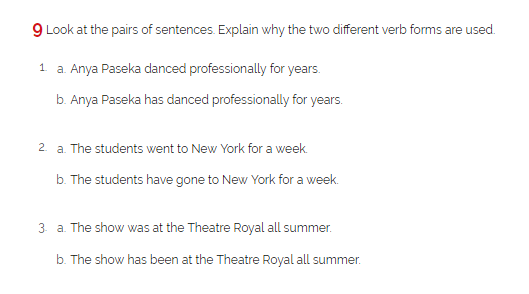 9 Look at the pairs of sentences. Explain why the two different verb forms are used.
1. a. Anya Paseka danced professionally for years.
b. Anya Paseka has danced professionally for years.
2. a. The students went to New York for a week.
b. The students have gone to New York for a week.
3. a. The show was at the Theatre Royal all summer.
b. The show has been at the Theatre Royal all summer.